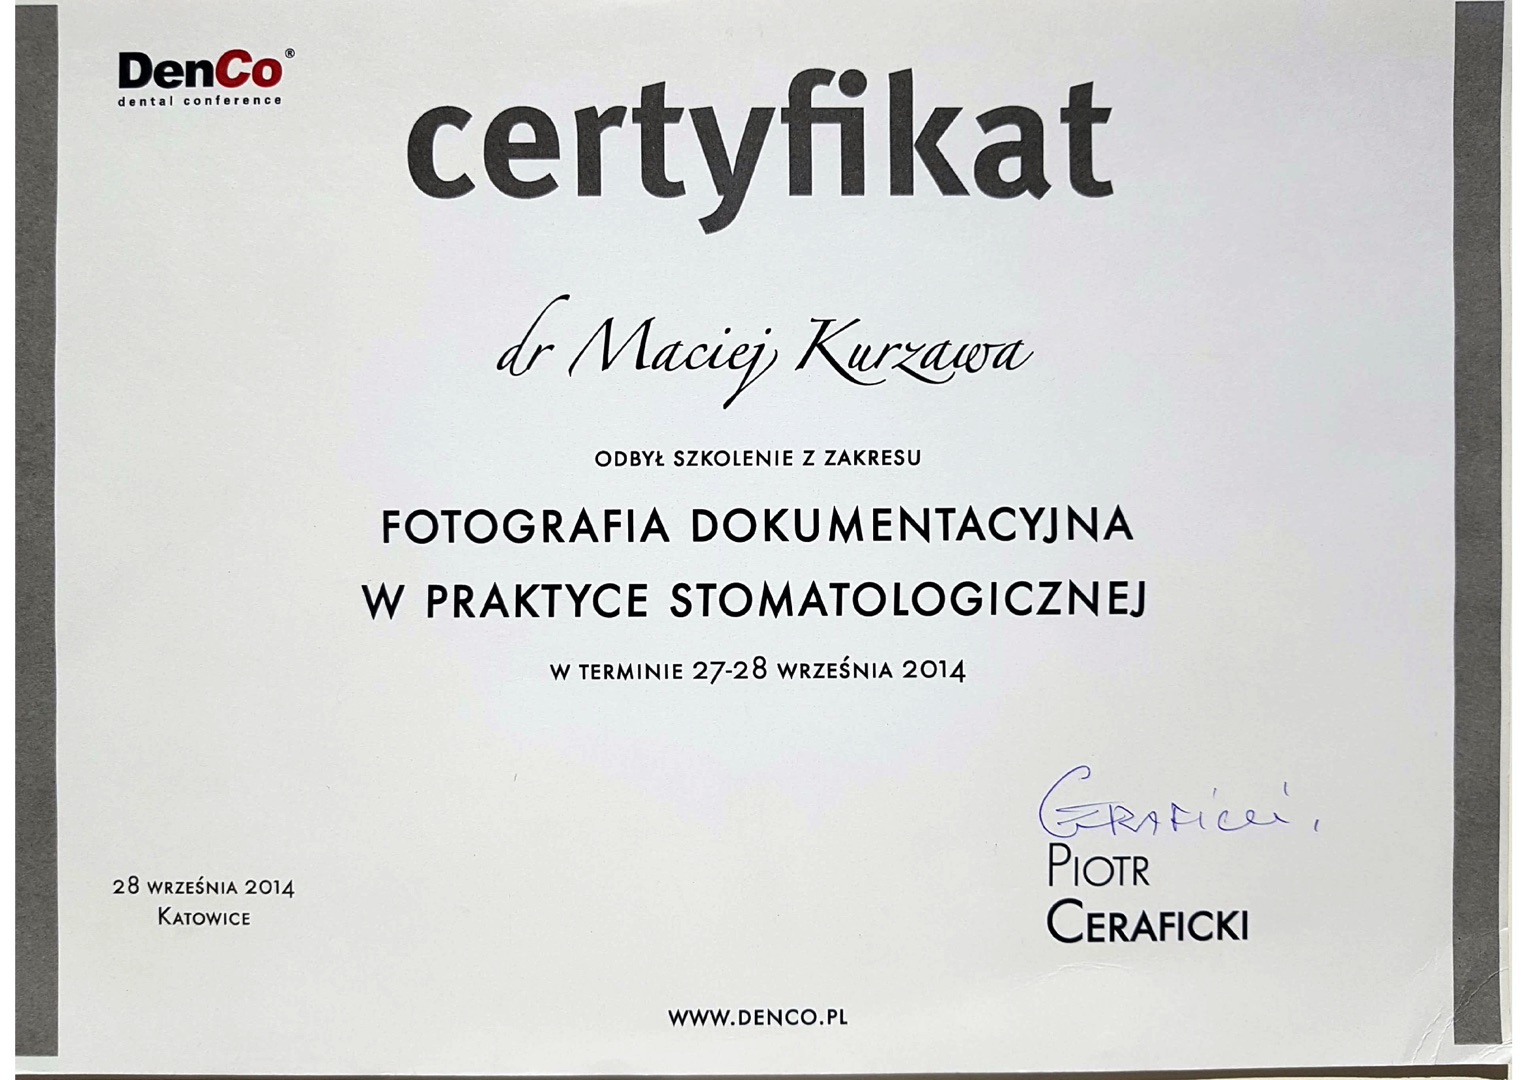 DenCo®
dental conference
certyfikat
dr Maciej Kurzawa
ODBYŁ SZKOLENIE Z ZAKRESU
FOTOGRAFIA DOKUMENTACYJNA
W PRAKTYCE STOMATOLOGICZNEJ
W TERMINIE 27-28 WRZEŚNIA 2014
Ceraficki
PIOTR
CERAFICKI
28 WRZEŚNIA 2014
KATOWICE
WWW.DENCO.PL